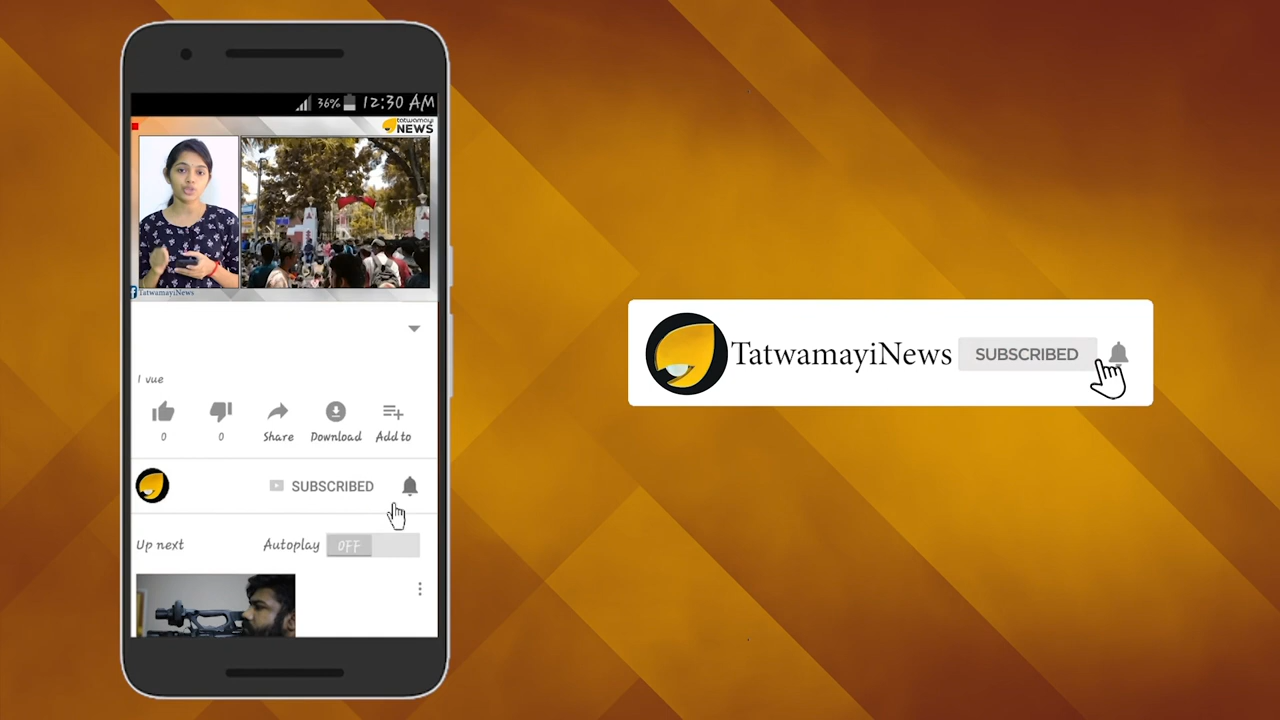 36% 12:30 AM
tatwamayi
NEWS
TatwamayiNews
1 vue
0 0 Share Download Add to
SUBSCRIBED
Up next Autoplay OFF
TatwamayiNews SUBSCRIBED